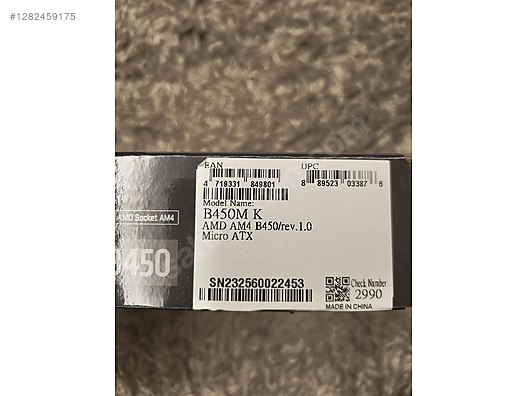 #1282459175
EAN
UPC
4 719331 849801
8 89523 03387 6
Model Name:
B450M K
AMD AM4 B450/rev.1.0
Micro ATX
AMD Socket AM4
B450
SN232560022453
Check Number
2990
MADE IN CHINA